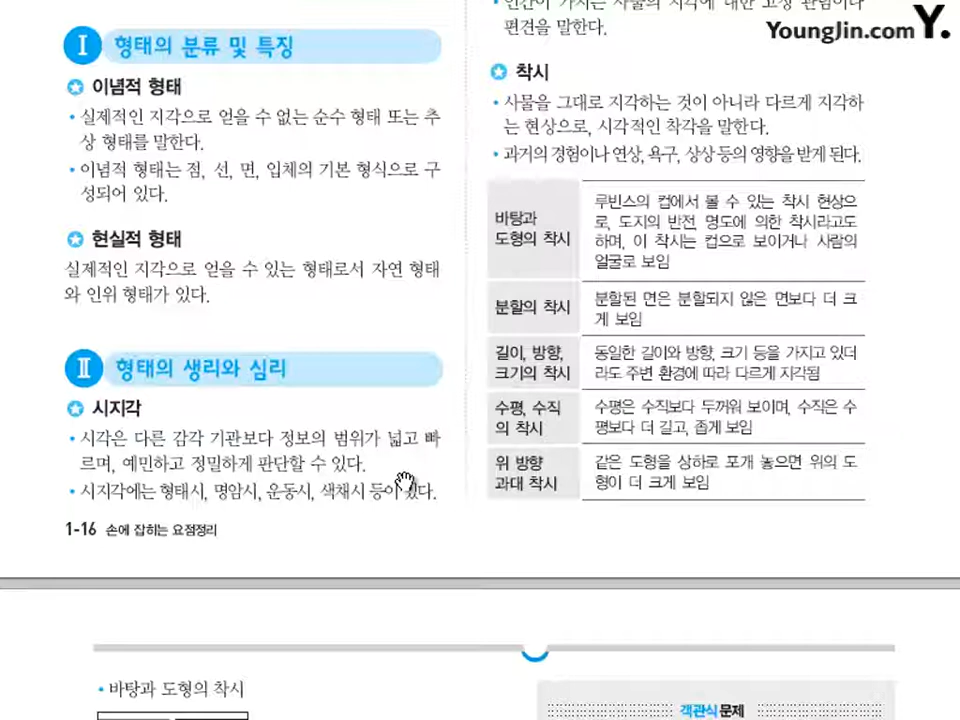 YoungJin.com Y.
Ⅰ 형태의 분류 및 특징
이념적 형태
• 실제적인 지각으로 얻을 수 없는 순수 형태 또는 추
상 형태를 말한다.
• 이념적 형태는 점, 선, 면, 입체의 기본 형식으로 구
성되어 있다.
현실적 형태
실제적인 지각으로 얻을 수 있는 형태로서 자연 형태
와 인위 형태가 있다.
Ⅱ 형태의 생리와 심리
시지각
• 시각은 다른 감각 기관보다 정보의 범위가 넓고 빠
르며, 예민하고 정밀하게 판단할 수 있다.
• 시지각에는 형태시, 명암시, 운동시, 색채시 등이 있다.
1-16 손에 잡히는 요점정리
• 인간이 가지는 사물의 지각에 대한 고정 관념이나
편견을 말한다.
착시
• 사물을 그대로 지각하는 것이 아니라 다르게 지각하
는 현상으로, 시각적인 착각을 말한다.
• 과거의 경험이나 연상, 욕구, 상상 등의 영향을 받게 된다.
바탕과
도형의 착시
루빈스의 컵에서 볼 수 있는 착시 현상으
로, 도지의 반전, 명도에 의한 착시라고도
하며, 이 착시는 컵으로 보이거나 사람의
얼굴로 보임
분할의 착시
분할된 면은 분할되지 않은 면보다 더 크
게 보임
길이, 방향,
크기의 착시
동일한 길이와 방향, 크기 등을 가지고 있더
라도 주변 환경에 따라 다르게 지각됨
수평, 수직
의 착시
수평은 수직보다 두꺼워 보이며, 수직은 수
평보다 더 길고, 좁게 보임
위 방향
과대 착시
같은 도형을 상하로 포개 놓으면 위의 도
형이 더 크게 보임
• 바탕과 도형의 착시
객관식 문제